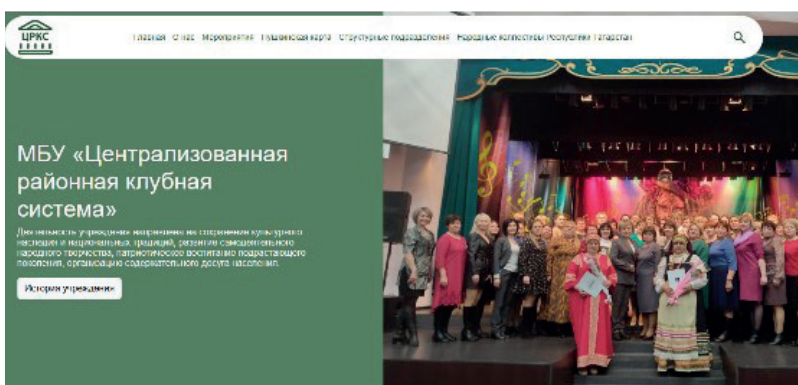 ЦРКС
Главная О нас Мероприятия Пушкинская карта Структурные подразделения Народные коллективы Республики Татарстан
МБУ «Централизованная
районная клубная
система»
Деятельность учреждения направлена на сохранение культурного
наследия и национальных традиций, развитие самодеятельного
народного творчества, патриотическое воспитание подрастающего
поколения, организацию содержательного досуга населения.
История учреждения